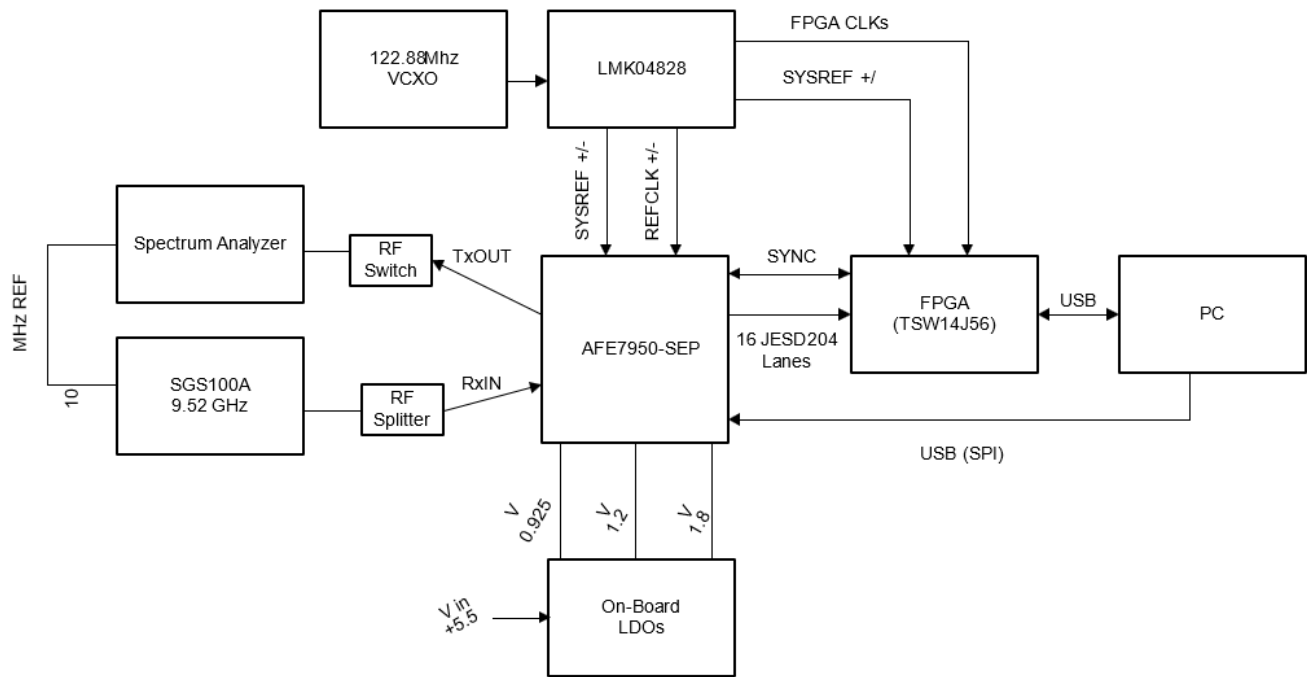 122.88Mhz
VCXO
LMK04828
FPGA CLKs
SYSREF +/
SYSREF +/-
REFCLK +/-
Spectrum Analyzer
RF
Switch
TxOUT
SYNC
FPGA
(TSW14J56)
USB
PC
AFE7950-SEP
16 JESD204
Lanes
MHz REF
10
SGS100A
9.52 GHz
RF
Splitter
RxIN
USB (SPI)
V
0.925
V
1.2
V
1.8
V in
+5.5
On-Board
LDOs